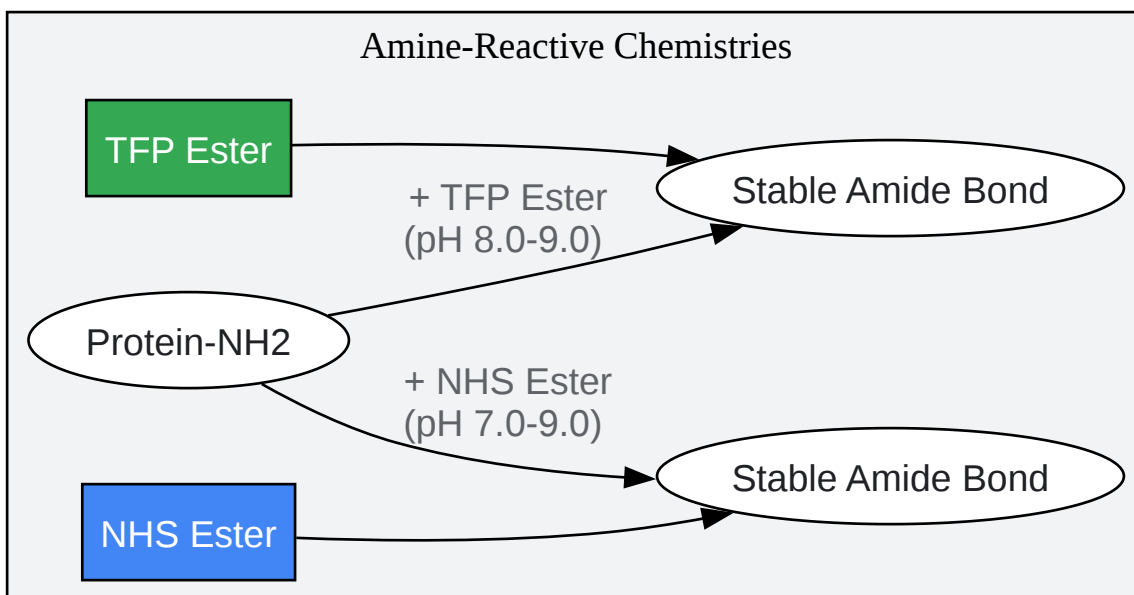 Amine-Reactive Chemistries
TFP Ester
Stable Amide Bond
+ TFP Ester
(pH 8.0-9.0)
Protein-NH2
+ NHS Ester
(pH 7.0-9.0)
Stable Amide Bond
NHS Ester